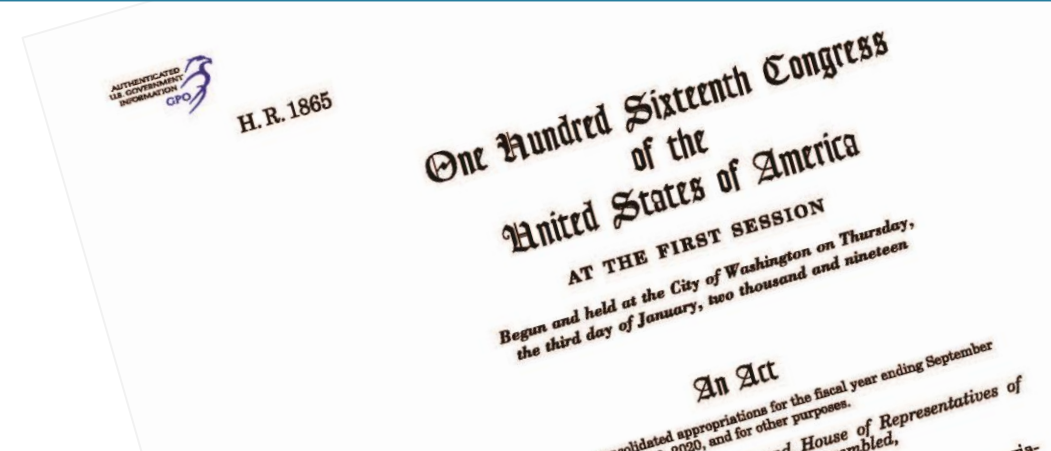 AUTHENTICATED
U.S. GOVERNMENT
INFORMATION
GPO
H. R. 1865
One Hundred Sixteenth Congress
of the
United States of America
AT THE FIRST SESSION
Begun and held at the City of Washington on Thursday,
the third day of January, two thousand and nineteen
An Act
solidated appropriations for the fiscal year ending September
2020, and for other purposes.
House of Representatives of